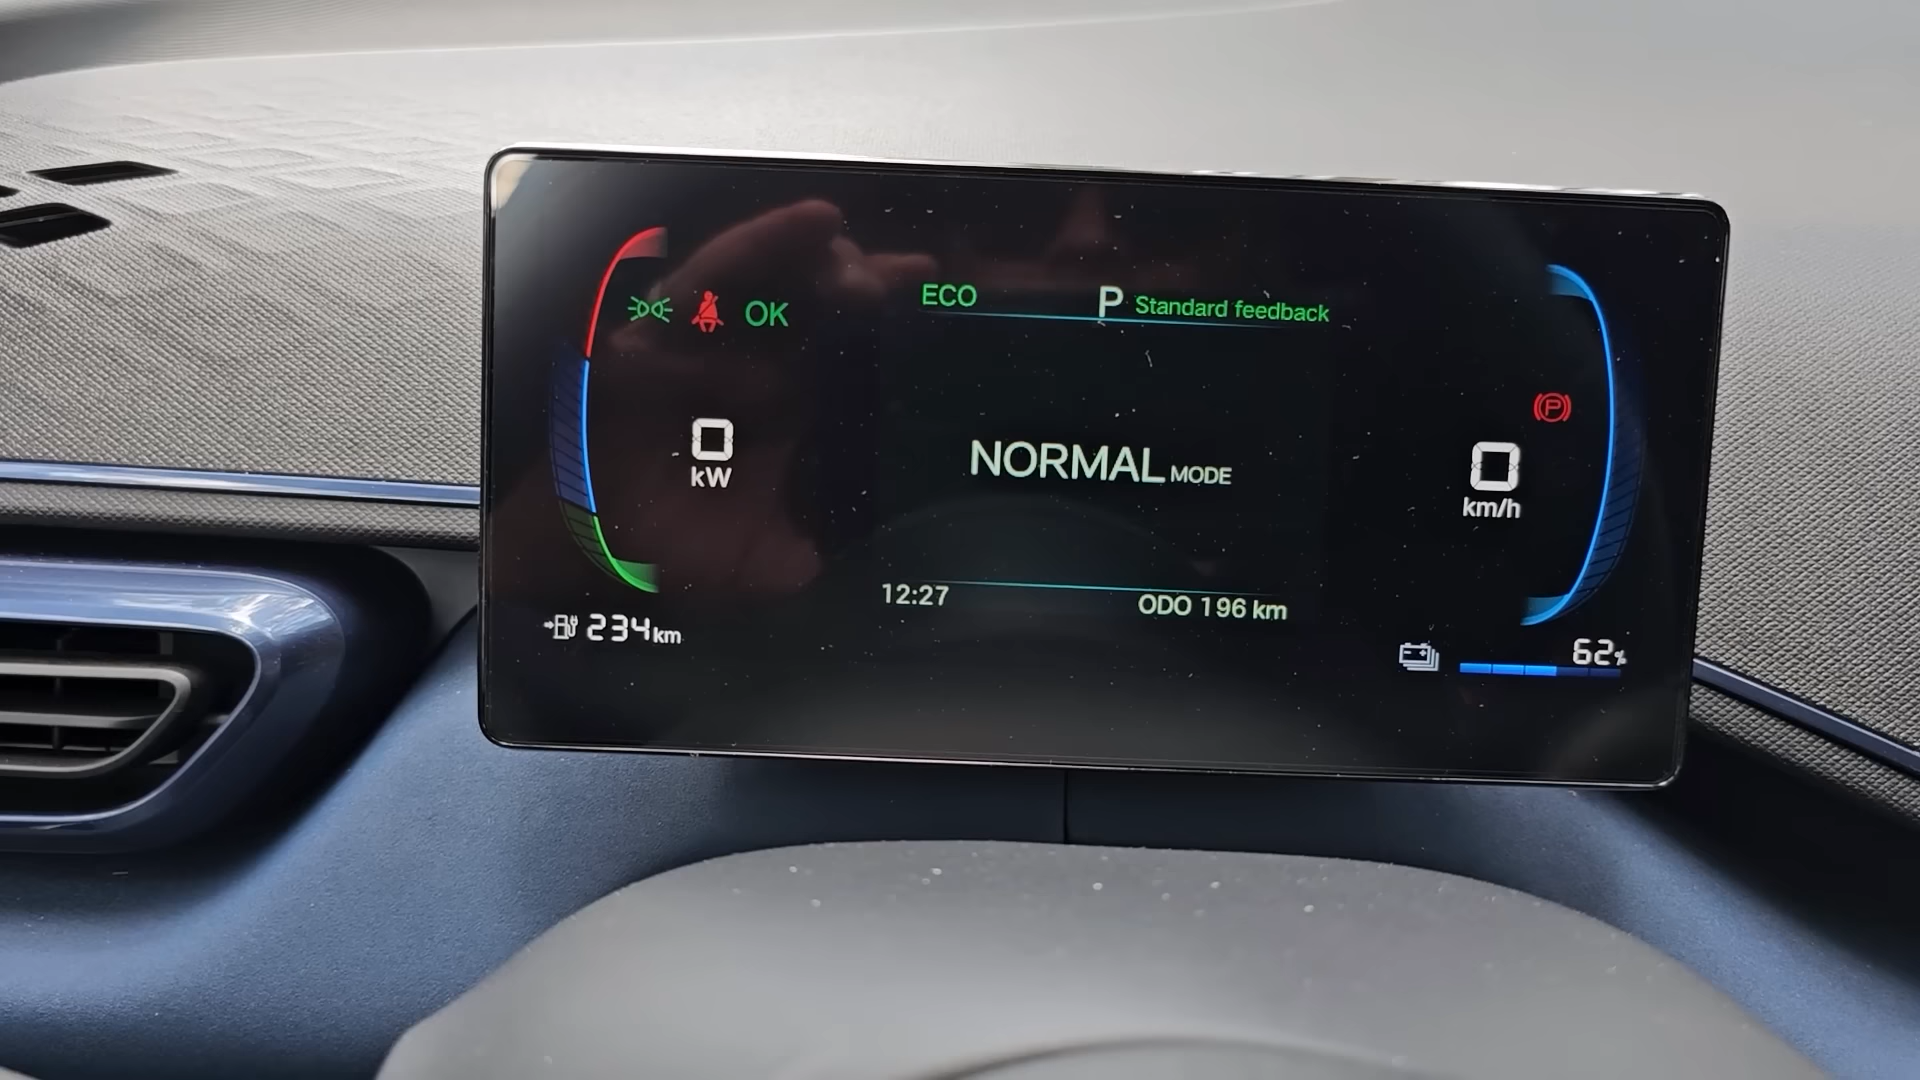 ECO P Standard feedback
OK
0
kW
NORMAL MODE
P
0
km/h
12:27 ODO 196 km
234 km
62%